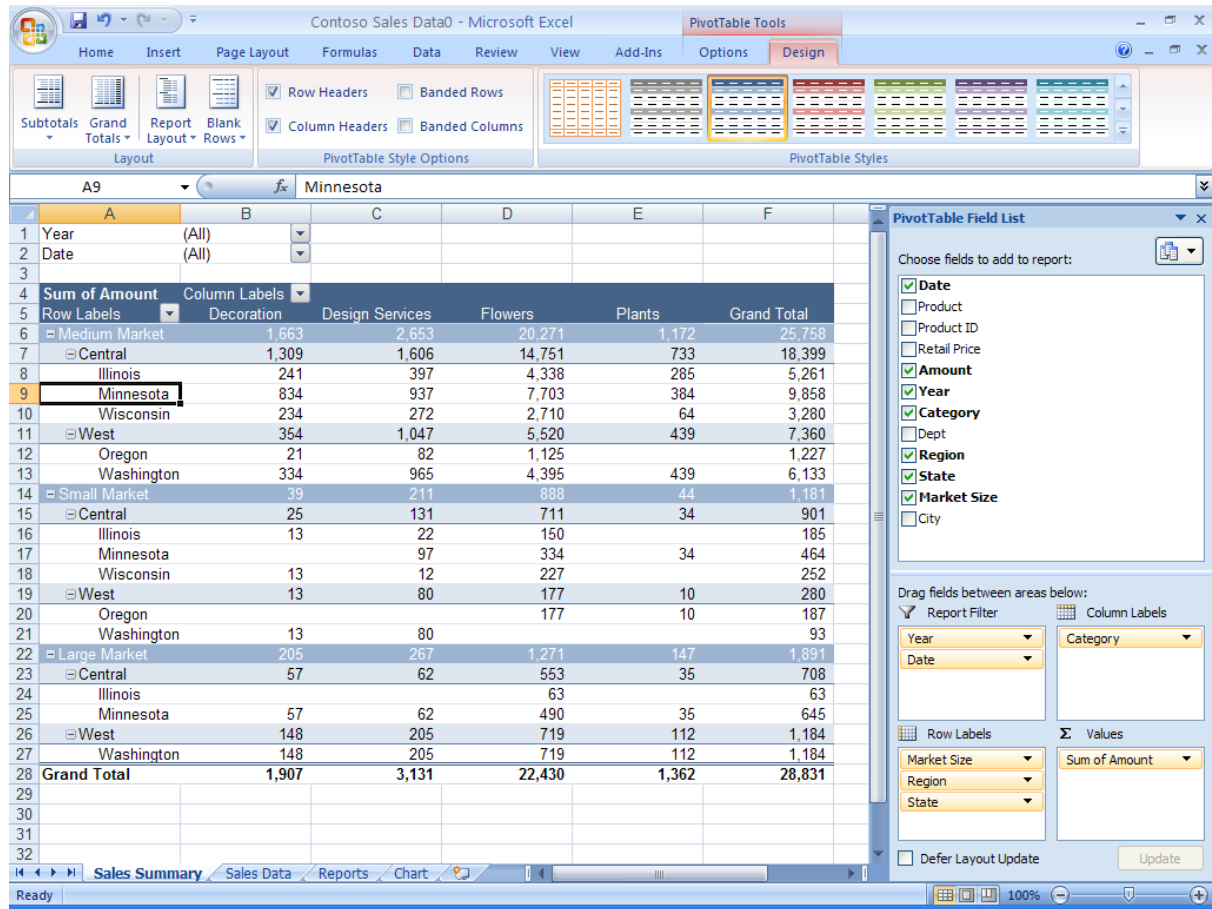 Contoso Sales Data0 - Microsoft Excel
PivotTable Tools
Home Insert Page Layout Formulas Data Review View Add-Ins Options Design
Subtotals Grand Totals Report Layout Blank Rows
Row Headers Banded Rows
Column Headers Banded Columns
Layout PivotTable Style Options PivotTable Styles
A9 fx Minnesota
A B C D E F
1 Year (All)
2 Date (All)
3
4 Sum of Amount Column Labels
5 Row Labels Decoration Design Services Flowers Plants Grand Total
6 Medium Market 1,663 2,653 20,271 1,172 25,758
7 Central 1,309 1,606 14,751 733 18,399
8 Illinois 241 397 4,338 285 5,261
9 Minnesota 834 937 7,703 384 9,858
10 Wisconsin 234 272 2,710 64 3,280
11 West 354 1,047 5,520 439 7,360
12 Oregon 21 82 1,125 1,227
13 Washington 334 965 4,395 439 6,133
14 Small Market 39 211 888 44 1,181
15 Central 25 131 711 34 901
16 Illinois 13 22 150 185
17 Minnesota 97 334 34 464
18 Wisconsin 13 12 227 252
19 West 13 80 177 10 280
20 Oregon 177 10 187
21 Washington 13 80 93
22 Large Market 205 267 1,271 147 1,891
23 Central 57 62 553 35 708
24 Illinois 63 63
25 Minnesota 57 62 490 35 645
26 West 148 205 719 112 1,184
27 Washington 148 205 719 112 1,184
28 Grand Total 1,907 3,131 22,430 1,362 28,831
29
30
31
32
PivotTable Field List
Choose fields to add to report:
Date
Product
Product ID
Retail Price
Amount
Year
Category
Dept
Region
State
Market Size
City
Drag fields between areas below:
Report Filter Column Labels
Year Category
Date
Row Labels Σ Values
Market Size Sum of Amount
Region
State
Defer Layout Update Update
Sales Summary Sales Data Reports Chart
Ready 100%